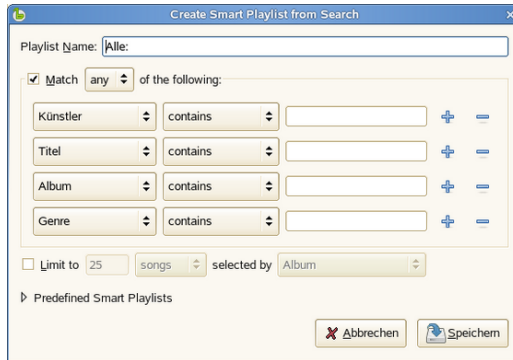 Create Smart Playlist from Search
Playlist Name: Alle:
Match any of the following:
Künstler contains
Titel contains
Album contains
Genre contains
Limit to 25 songs selected by Album
Predefined Smart Playlists
Abbrechen Speichern